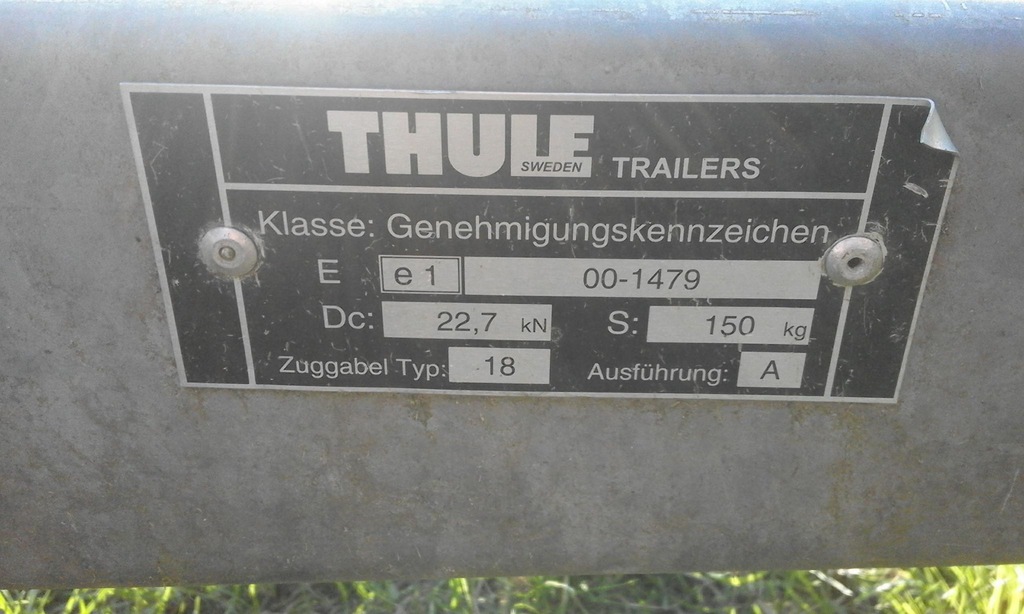 THULE SWEDEN TRAILERS
Klasse: Genehmigungskennzeichen
E e1 00-1479
Dc: 22,7 kN S: 150 kg
Zuggabel Typ: 18 Ausführung: A